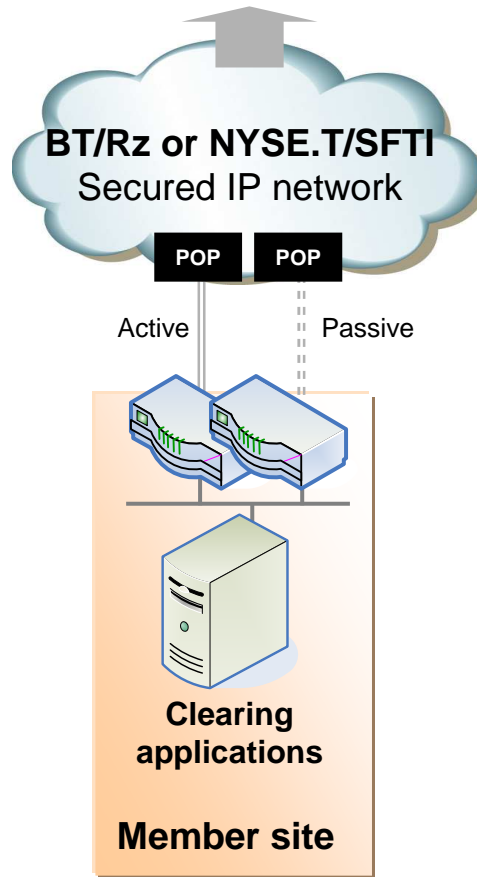 BT/Rz or NYSE.T/SFTI
Secured IP network
POP POP
Active Passive
Clearing
applications
Member site